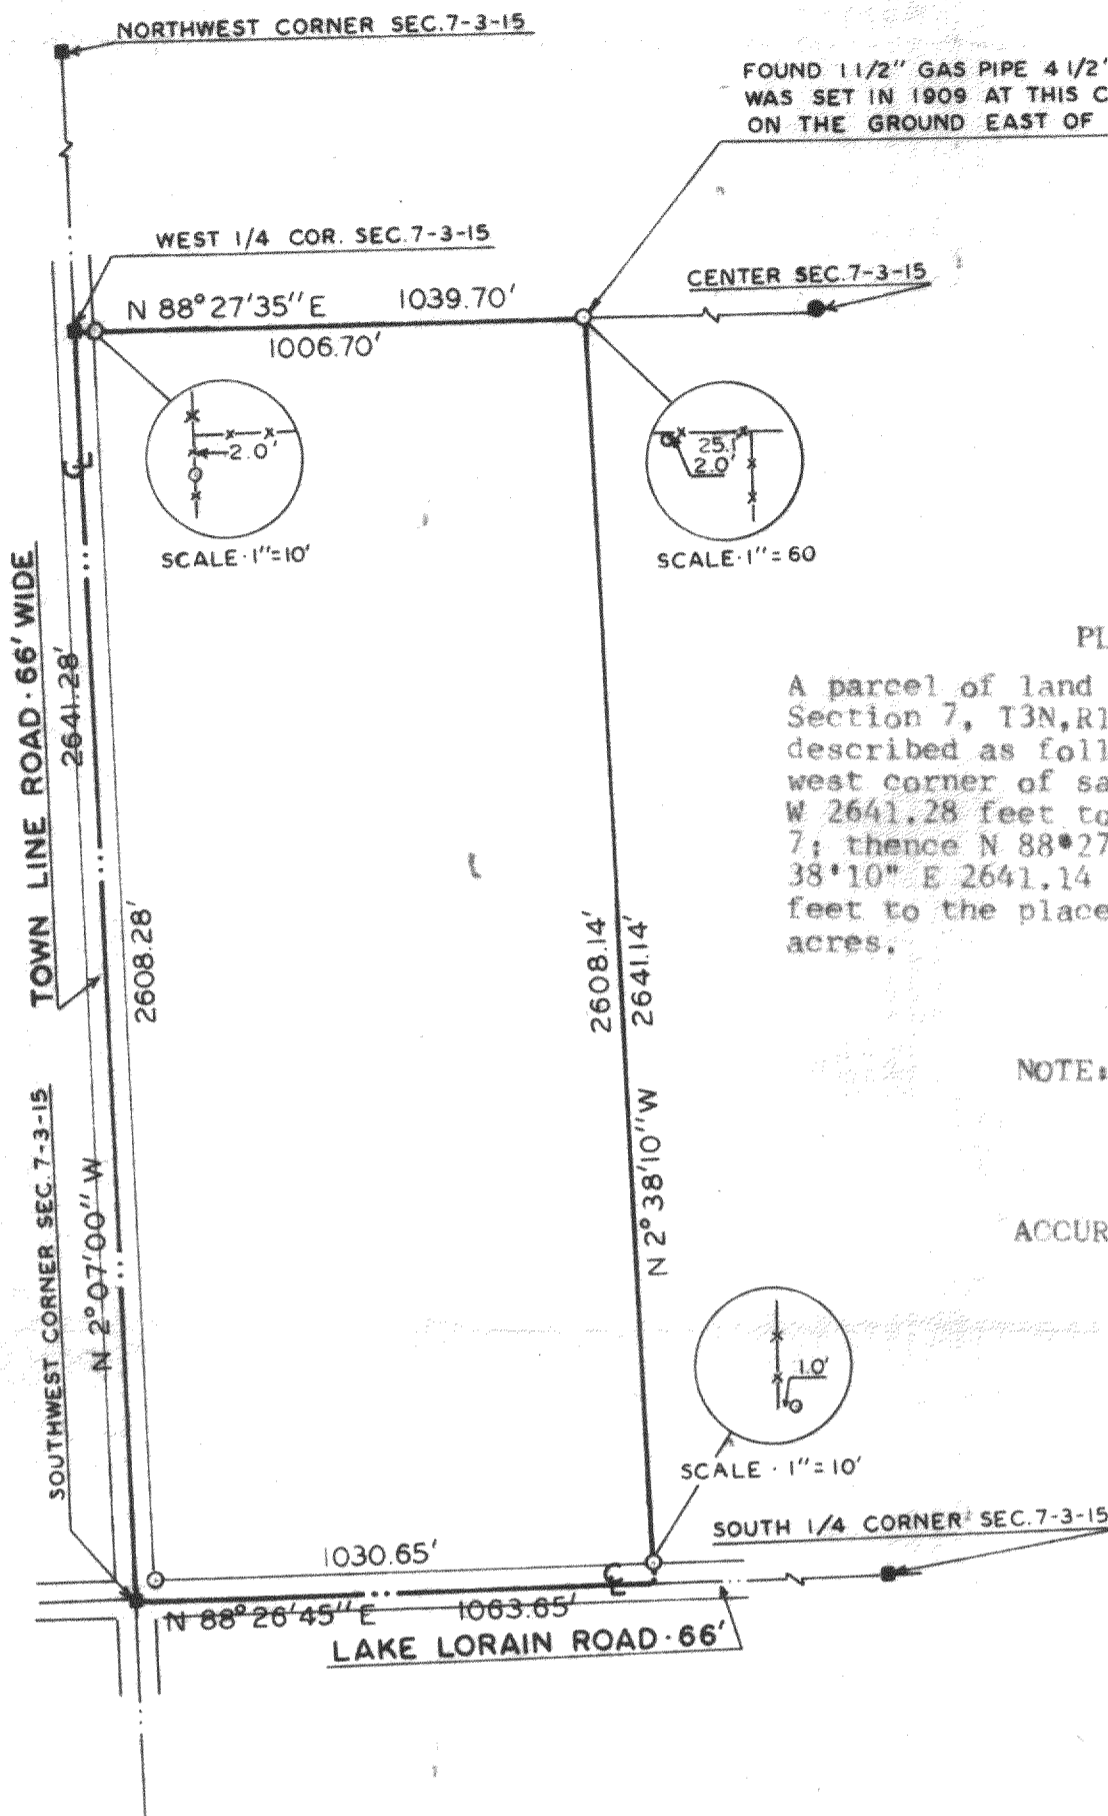 NORTHWEST CORNER SEC.7-3-15
FOUND 1 1/2" GAS PIPE 4 1/2'
WAS SET IN 1909 AT THIS C
ON THE GROUND EAST OF
WEST 1/4 COR. SEC.7-3-15
CENTER SEC.7-3-15
N 88°27'35" E 1039.70'
1006.70'
2.0'
SCALE·1"=10'
25.1'
2.0'
SCALE·1"=60
TOWN LINE ROAD·66' WIDE
2641.28'
2608.28'
2608.14'
2641.14'
PL
A parcel of land
Section 7, T3N,R1
described as foll
west corner of sa
W 2641.28 feet to
7; thence N 88°27
38'10" E 2641.14
feet to the place
acres.
NOTE:
ACCUR
SOUTHWEST CORNER SEC.7-3-15
N 2°07'00" W
N 2°38'10" W
1.0'
SCALE·1"=10'
SOUTH 1/4 CORNER SEC.7-3-15
1030.65'
N 88°26'45" E 1063.65'
LAKE LORAIN ROAD·66'